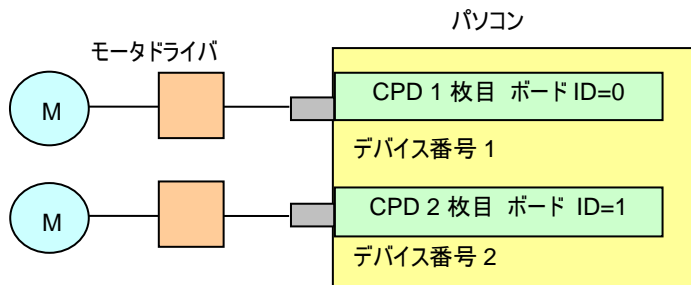 パソコン
モータドライバ
M
CPD 1 枚目 ボード ID=0
デバイス番号 1
M
CPD 2 枚目 ボード ID=1
デバイス番号 2